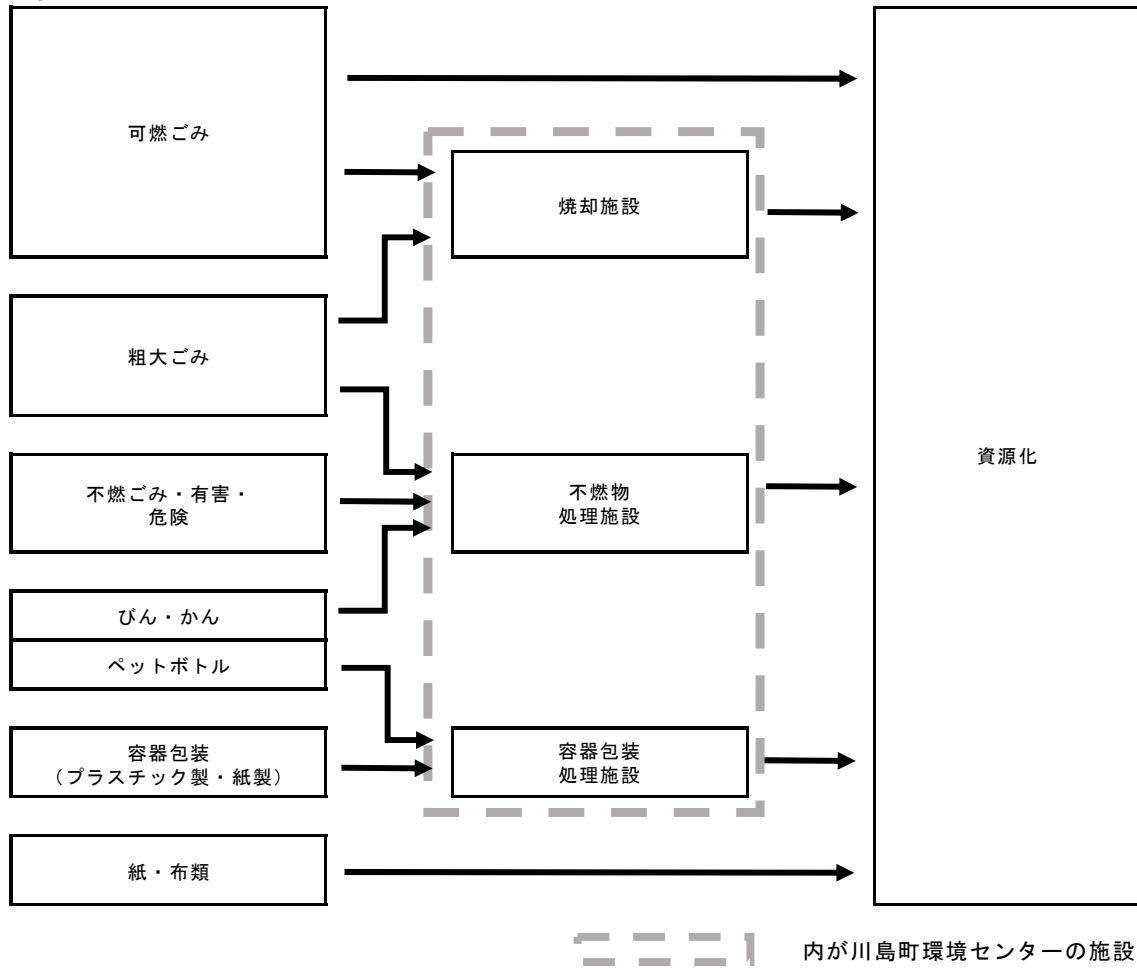 可燃ごみ
焼却施設
粗大ごみ
不燃ごみ・有害・
危険
不燃物
処理施設
資源化
びん・かん
ペットボトル
容器包装
（プラスチック製・紙製）
容器包装
処理施設
紙・布類
内が川島町環境センターの施設